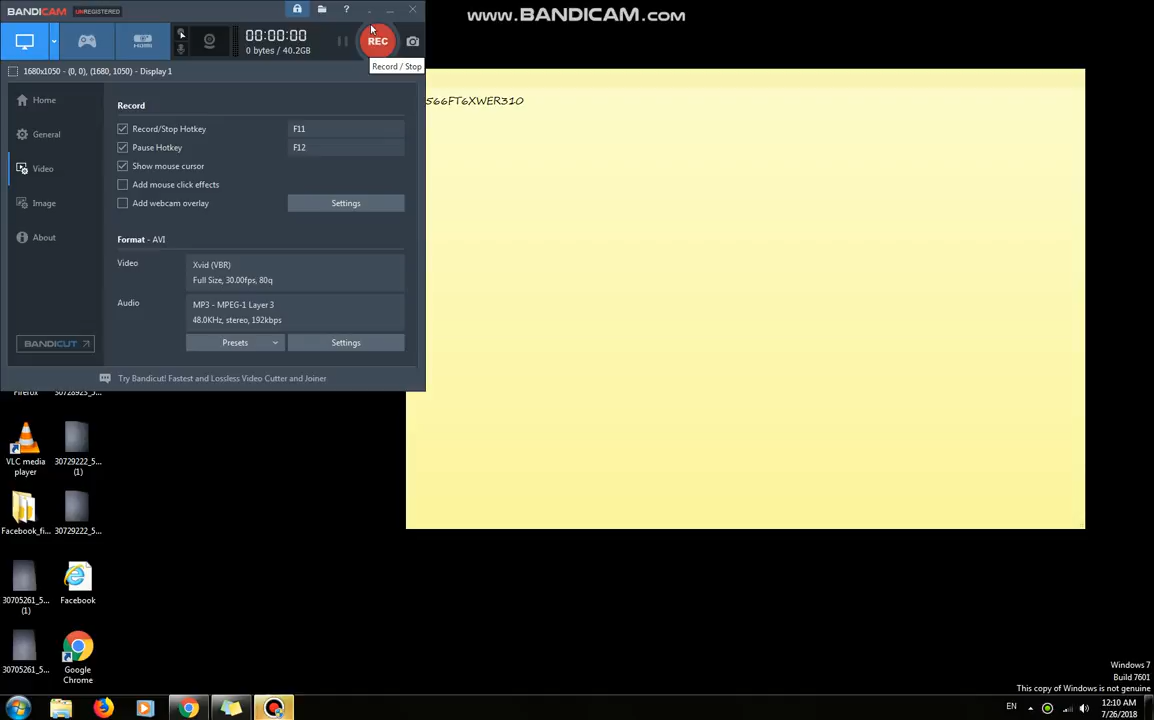 BANDICAM UNREGISTERED
www.BANDICAM.com
00:00:00
0 bytes / 40.2GB
REC
HDMI
Record / Stop
1680x1050 - (0, 0), (1680, 1050) - Display 1
566FT6XWER310
Home
General
Video
Image
About
BANDICUT
Record
Record/Stop Hotkey F11
Pause Hotkey F12
Show mouse cursor
Add mouse click effects
Add webcam overlay Settings
Format - AVI
Video Xvid (VBR)
Full Size, 30.00fps, 80q
Audio MP3 - MPEG-1 Layer 3
48.0KHz, stereo, 192kbps
Presets Settings
Try Bandicut! Fastest and Lossless Video Cutter and Joiner
Firefox 30728923_5...
VLC media player
30729222_5... (1)
Facebook_fi... 30729222_5...
30705261_5... (1)
Facebook
30705261_5...
Google Chrome
Windows 7
Build 7601
This copy of Windows is not genuine
EN
12:10 AM
7/26/2018